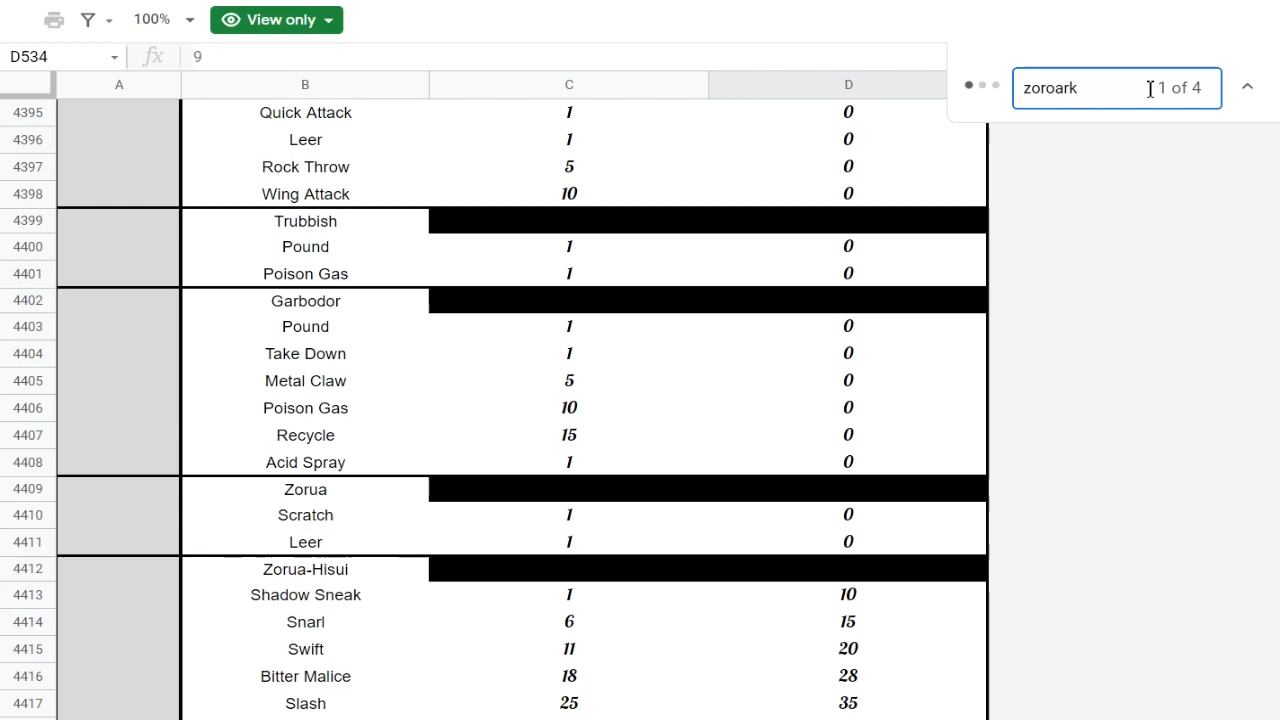 100% View only
D534 fx 9
zoroark 1 of 4
A B C D
4395 Quick Attack 1 0
4396 Leer 1 0
4397 Rock Throw 5 0
4398 Wing Attack 10 0
4399 Trubbish
4400 Pound 1 0
4401 Poison Gas 1 0
4402 Garbodor
4403 Pound 1 0
4404 Take Down 1 0
4405 Metal Claw 5 0
4406 Poison Gas 10 0
4407 Recycle 15 0
4408 Acid Spray 1 0
4409 Zorua
4410 Scratch 1 0
4411 Leer 1 0
4412 Zorua-Hisui
4413 Shadow Sneak 1 10
4414 Snarl 6 15
4415 Swift 11 20
4416 Bitter Malice 18 28
4417 Slash 25 35